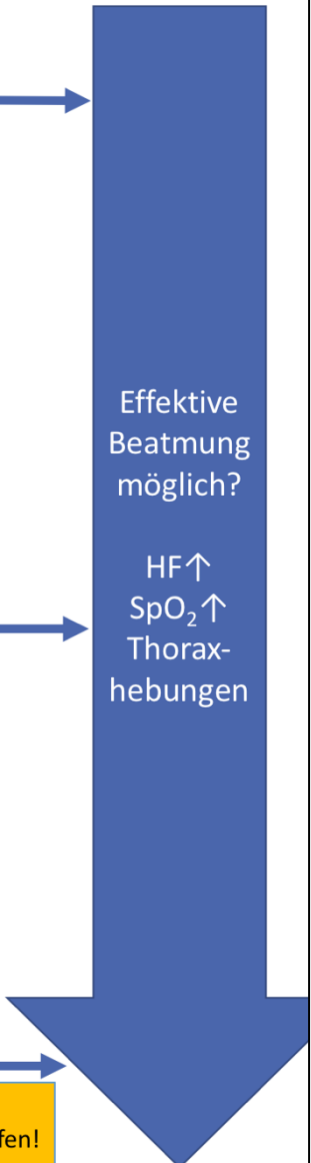 Effektive
Beatmung
möglich?
HF↑
SpO₂↑
Thorax-
hebungen
fen!